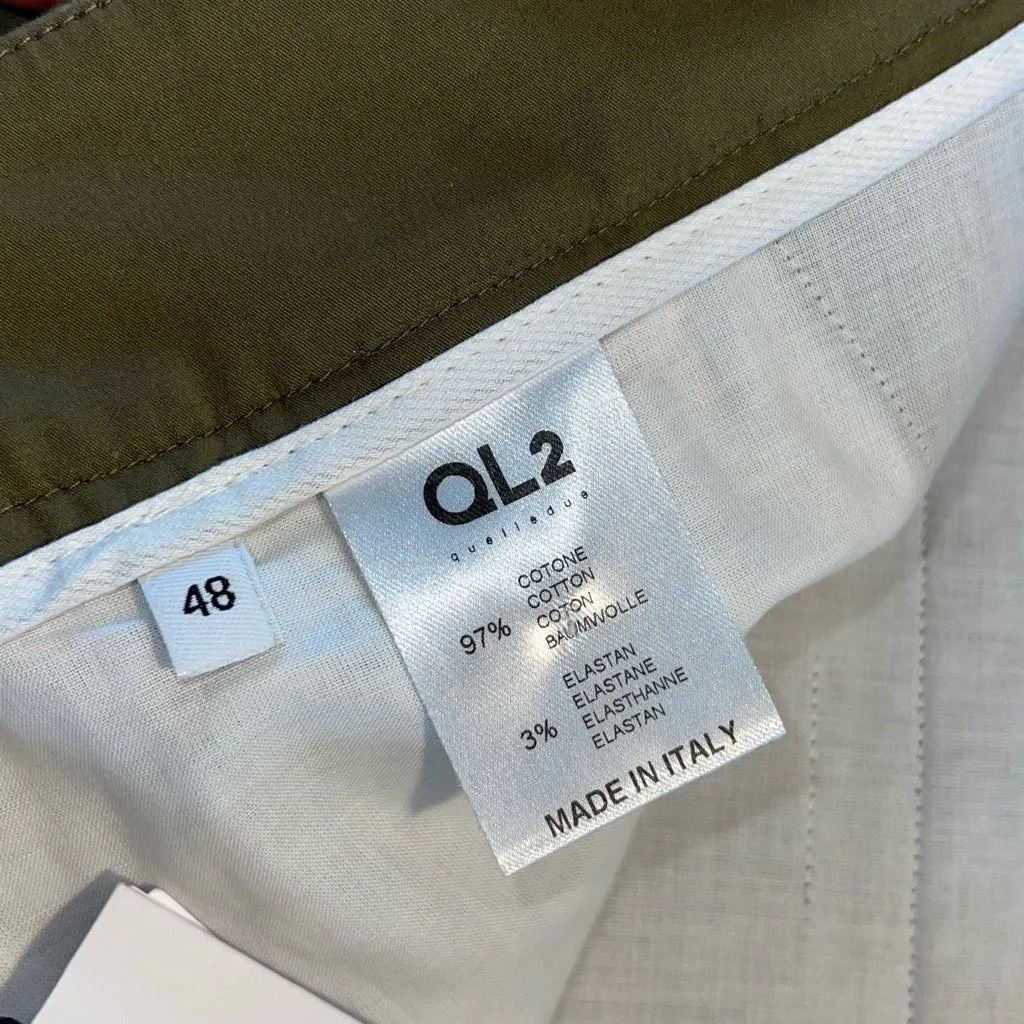 QL2
quelledue
48
COTONE
COTTON
97% COTON
BAUMWOLLE
ELASTAN
ELASTANE
3% ELASTHANNE
ELASTAN
MADE IN ITALY